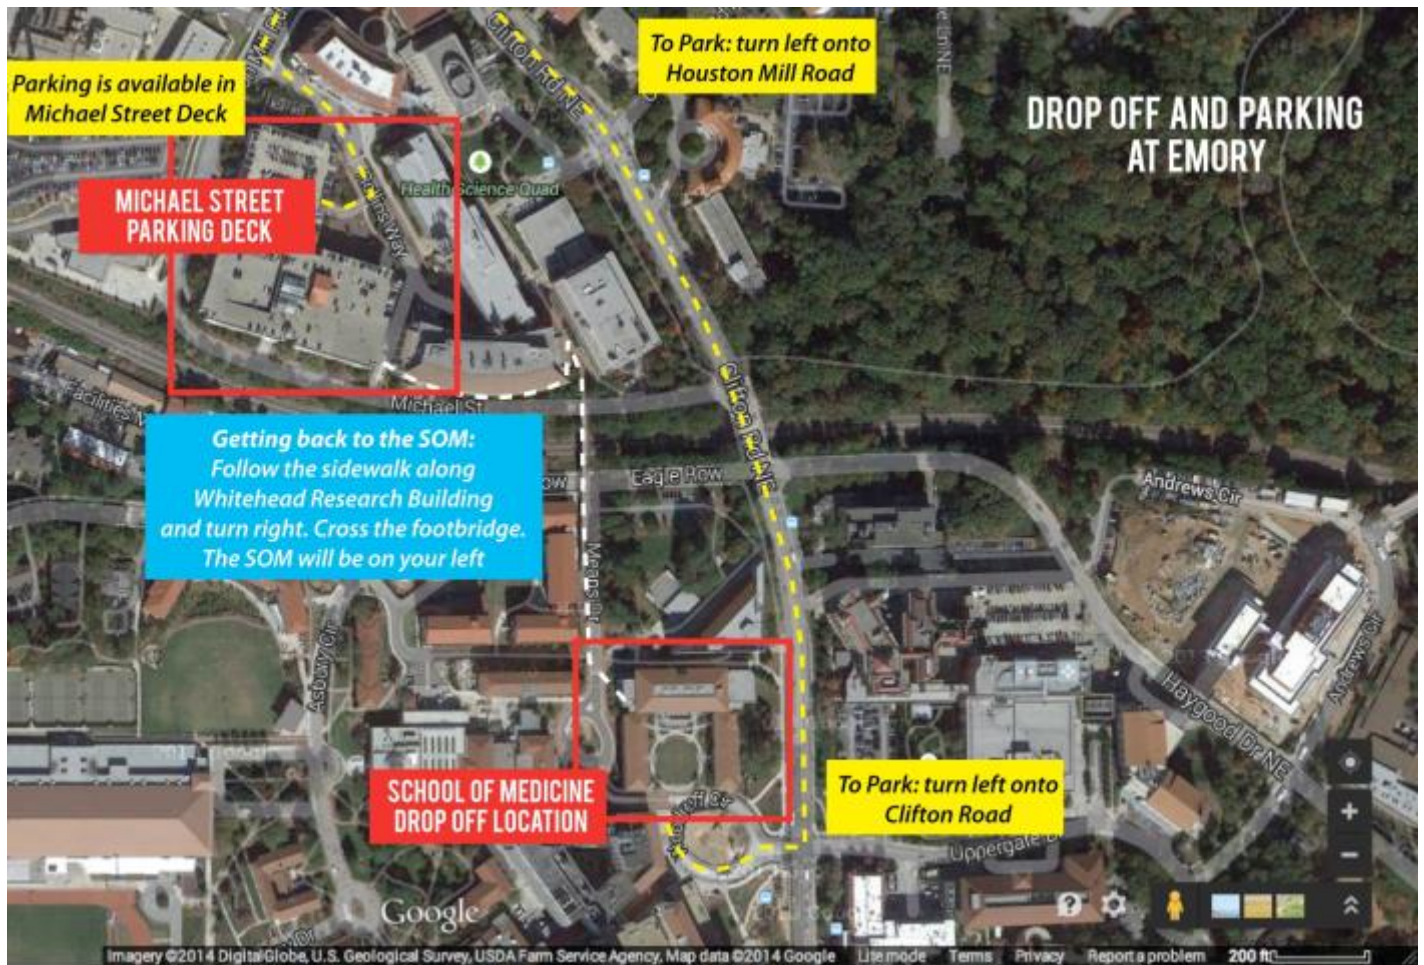 To Park: turn left onto
Houston Mill Road
DROP OFF AND PARKING
AT EMORY
Parking is available in
Michael Street Deck
Clifton Rd NE
Health Science Quad
MICHAEL STREET
PARKING DECK
Clifton Rd NE
Michael St
Getting back to the SOM:
Follow the sidewalk along
Whitehead Research Building
and turn right. Cross the footbridge.
The SOM will be on your left
Eagle Row
Andrews Cir
Means Dr
Asbury Cir
Andrews Cir
Haygood Dr NE
SCHOOL OF MEDICINE
DROP OFF LOCATION
To Park: turn left onto
Clifton Road
Google
Imagery ©2014 DigitalGlobe, U.S. Geological Survey, USDA Farm Service Agency, Map data ©2014 Google
Lite mode
Terms
Privacy
Report a problem
200 ft